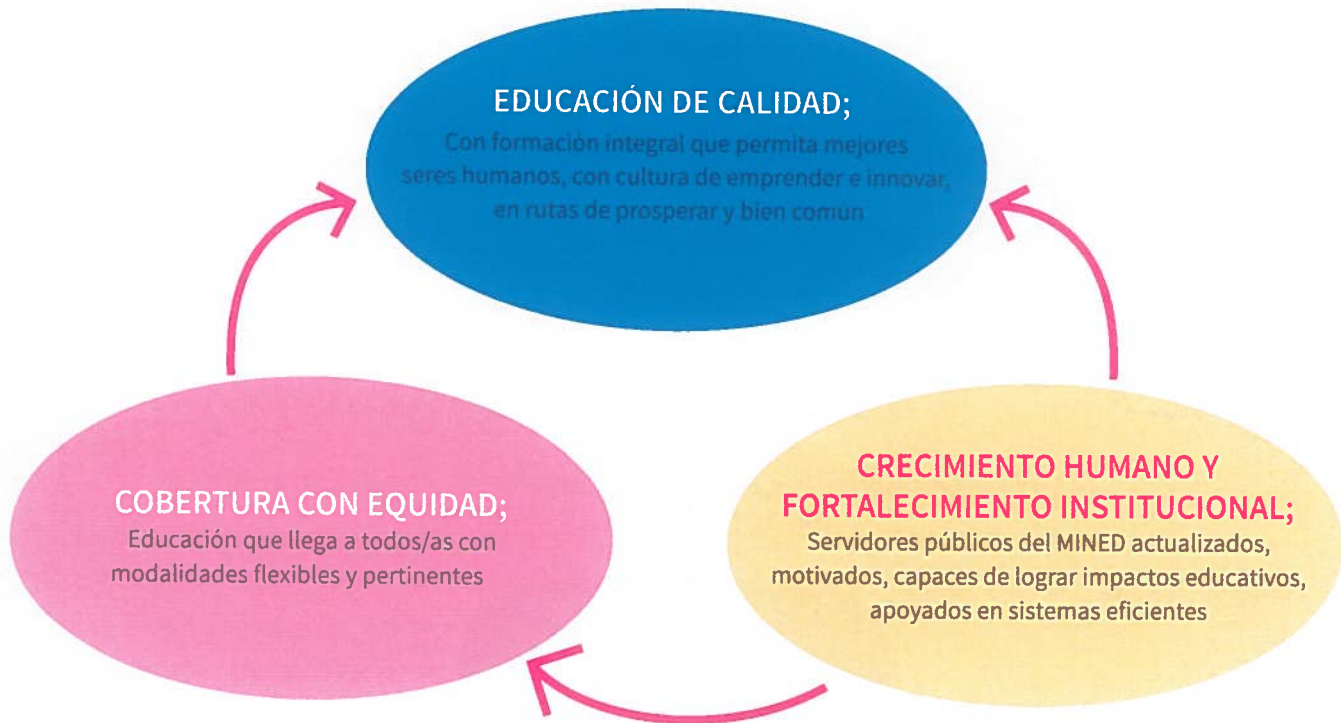 EDUCACIÓN DE CALIDAD;
Con formación integral que permita mejores
seres humanos, con cultura de emprender e innovar,
en rutas de prosperar y bien común
COBERTURA CON EQUIDAD;
Educación que llega a todos/as con
modalidades flexibles y pertinentes
CRECIMIENTO HUMANO Y
FORTALECIMIENTO INSTITUCIONAL;
Servidores públicos del MINED actualizados,
motivados, capaces de lograr impactos educativos,
apoyados en sistemas eficientes